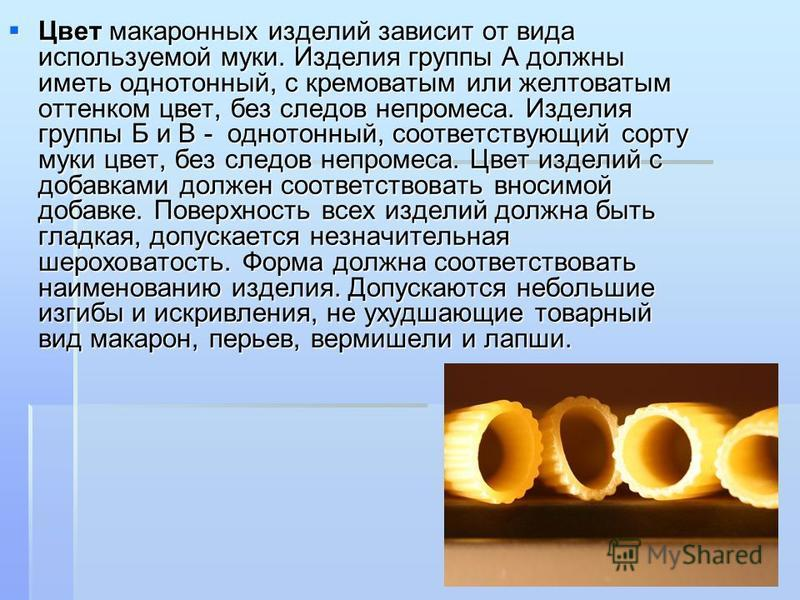 Цвет макаронных изделий зависит от вида
используемой муки. Изделия группы А должны
иметь однотонный, с кремоватым или желтоватым
оттенком цвет, без следов непромеса. Изделия
группы Б и В - однотонный, соответствующий сорту
муки цвет, без следов непромеса. Цвет изделий с
добавками должен соответствовать вносимой
добавке. Поверхность всех изделий должна быть
гладкая, допускается незначительная
шероховатость. Форма должна соответствовать
наименованию изделия. Допускаются небольшие
изгибы и искривления, не ухудшающие товарный
вид макарон, перьев, вермишели и лапши.
MyShared